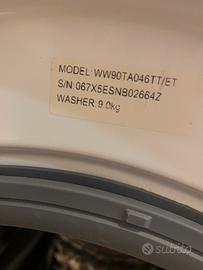 MODEL: WW90TA046TT/ET
S/N:067X5ESNB02664Z
WASHER: 9.0kg
subito